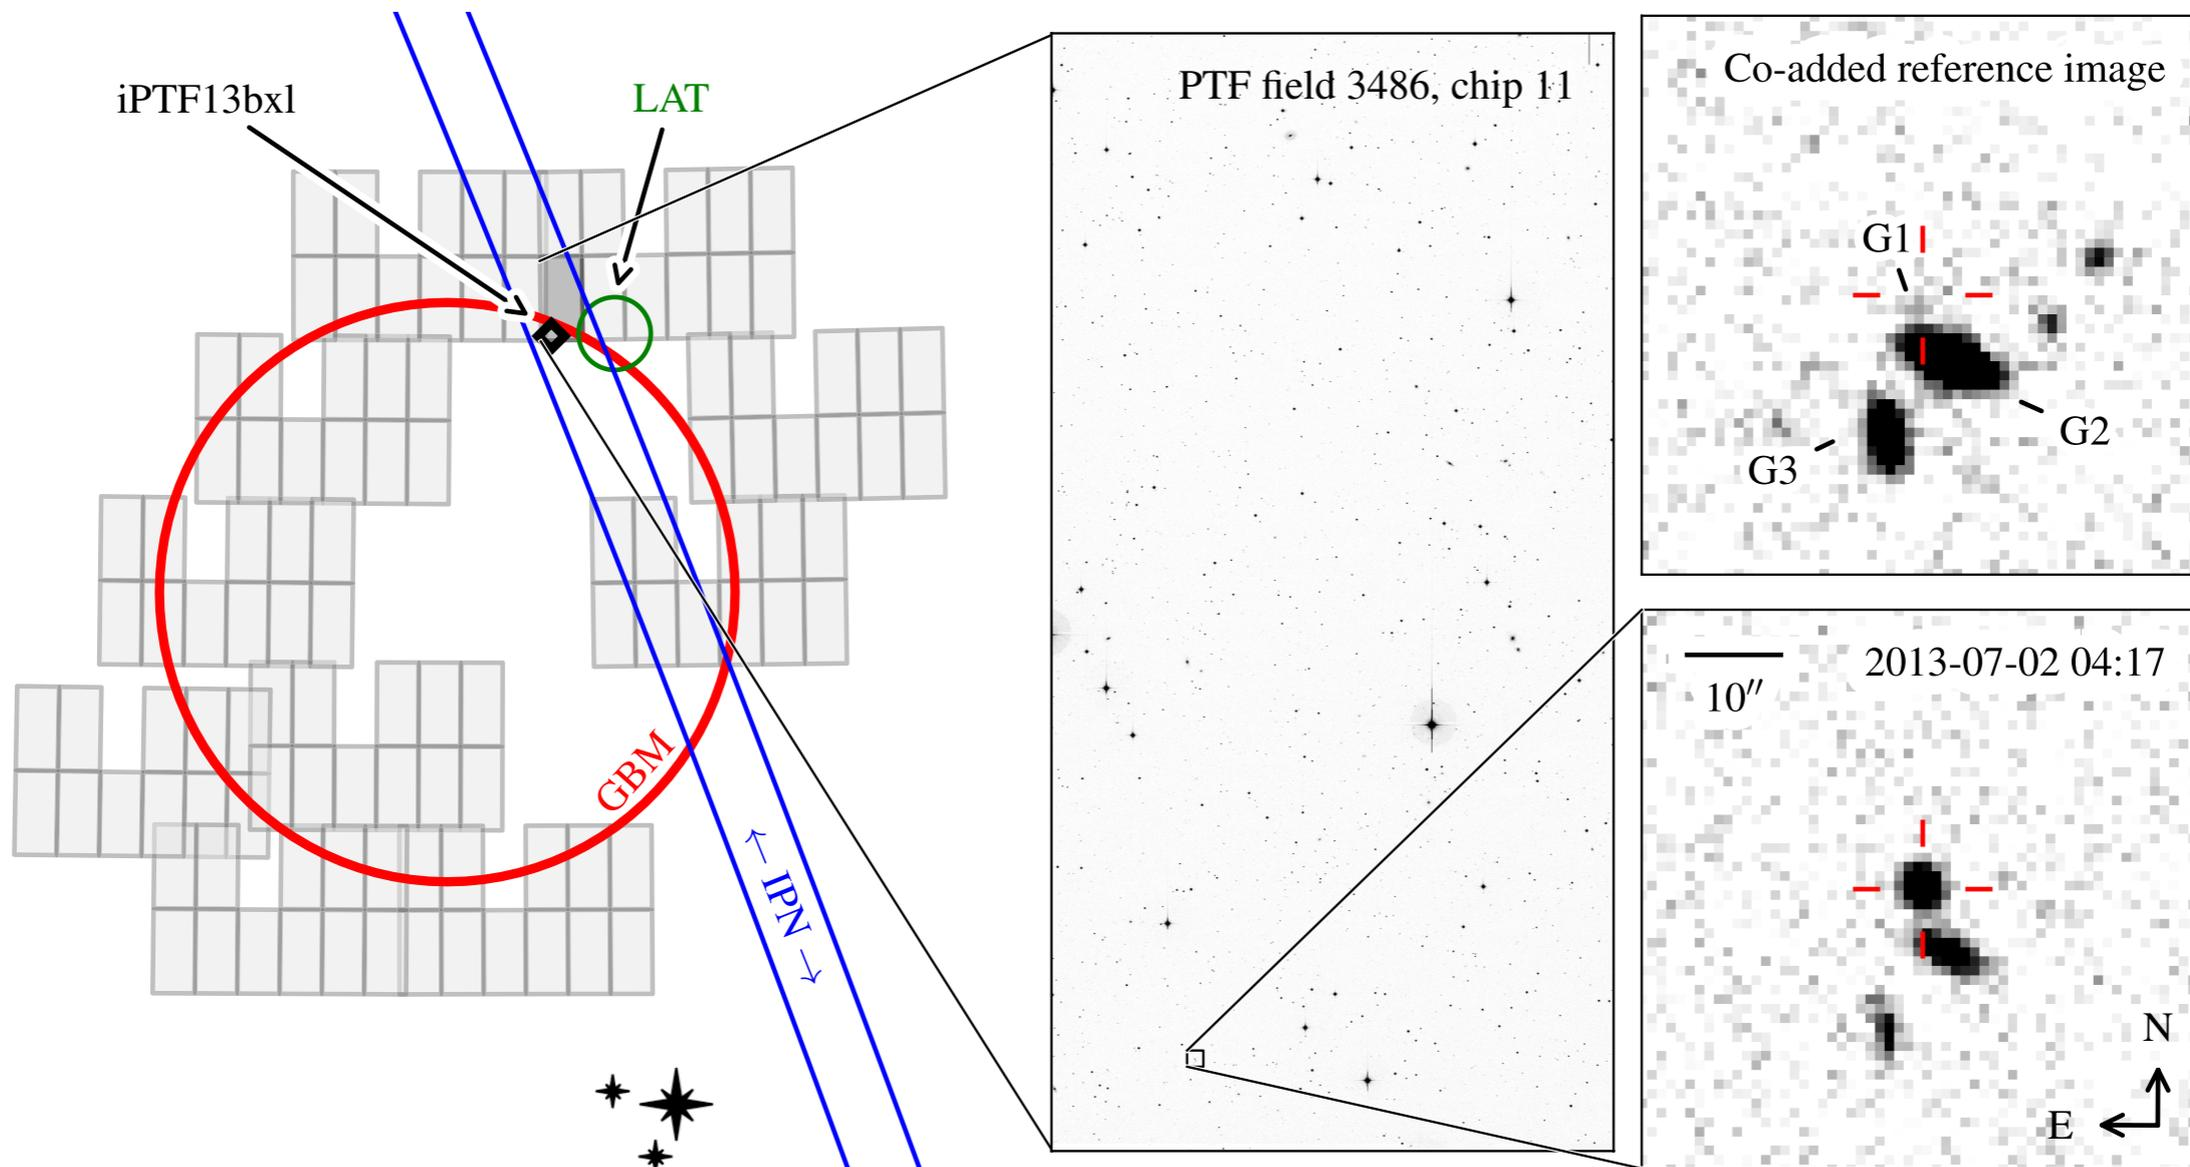 iPTF13bxl
LAT
GBM
← IPN →
PTF field 3486, chip 11
Co-added reference image
G1
G2
G3
2013-07-02 04:17
10″
N
E